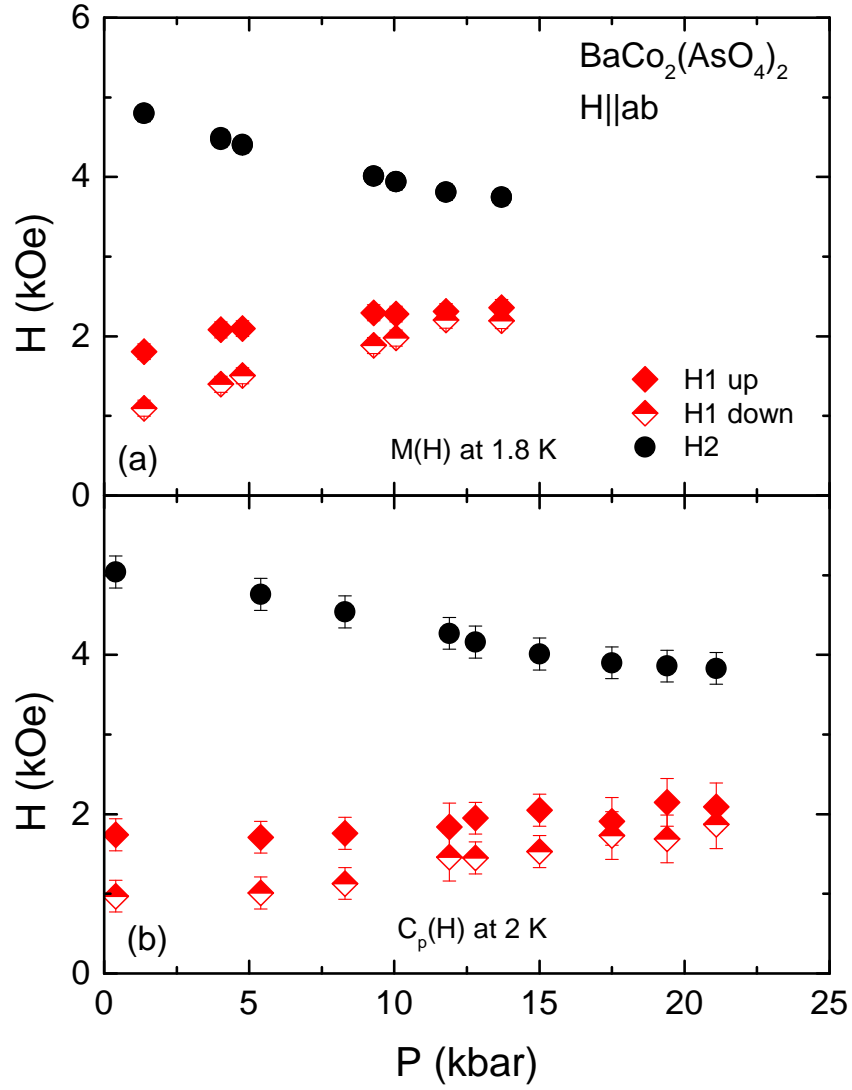 6
BaCo₂(AsO₄)₂
H||ab
4
H (kOe)
2
H1 up
H1 down
H2
(a)
M(H) at 1.8 K
0
4
H (kOe)
2
(b)
Cₚ(H) at 2 K
0
0 5 10 15 20 25
P (kbar)